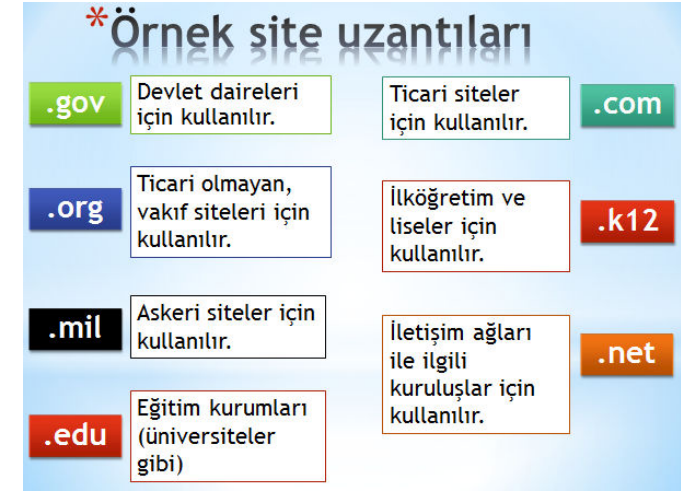 *Örnek site uzantıları
.gov
Devlet daireleri
için kullanılır.
.org
Ticari olmayan,
vakıf siteleri için
kullanılır.
.mil
Askeri siteler için
kullanılır.
.edu
Eğitim kurumları
(üniversiteler
gibi)
Ticari siteler
için kullanılır.
.com
İlköğretim ve
liseler için
kullanılır.
.k12
İletişim ağları
ile ilgili
kuruluşlar için
kullanılır.
.net